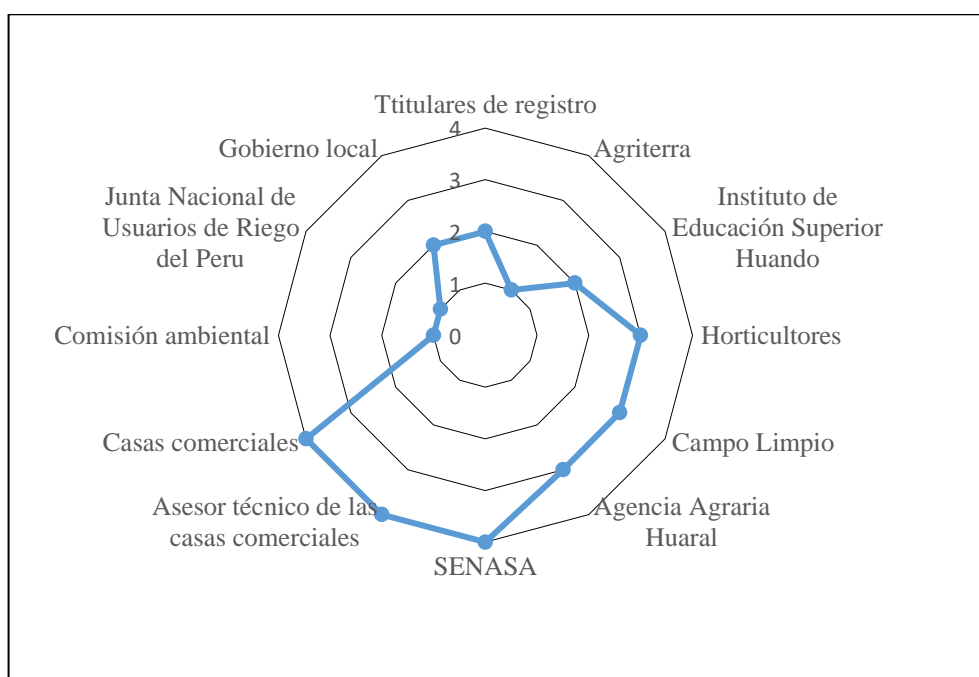 Ttitulares de registro
4
3
2
1
0
Agriterra
Instituto de
Educación Superior
Huando
Horticultores
Campo Limpio
Agencia Agraria
Huaral
SENASA
Asesor técnico de las
casas comerciales
Casas comerciales
Comisión ambiental
Junta Nacional de
Usuarios de Riego
del Peru
Gobierno local